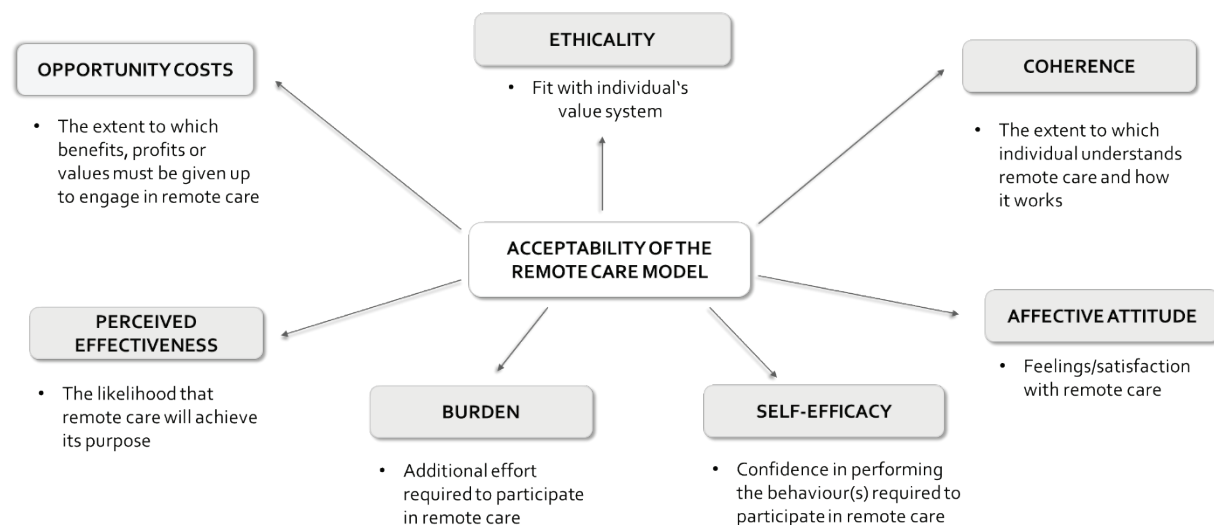 ETHICALITY
• Fit with individual's
value system
OPPORTUNITY COSTS
• The extent to which
benefits, profits or
values must be given up
to engage in remote care
COHERENCE
• The extent to which
individual understands
remote care and how
it works
ACCEPTABILITY OF THE
REMOTE CARE MODEL
PERCEIVED
EFFECTIVENESS
• The likelihood that
remote care will achieve
its purpose
AFFECTIVE ATTITUDE
• Feelings/satisfaction
with remote care
BURDEN
• Additional effort
required to participate
in remote care
SELF-EFFICACY
• Confidence in performing
the behaviour(s) required to
participate in remote care